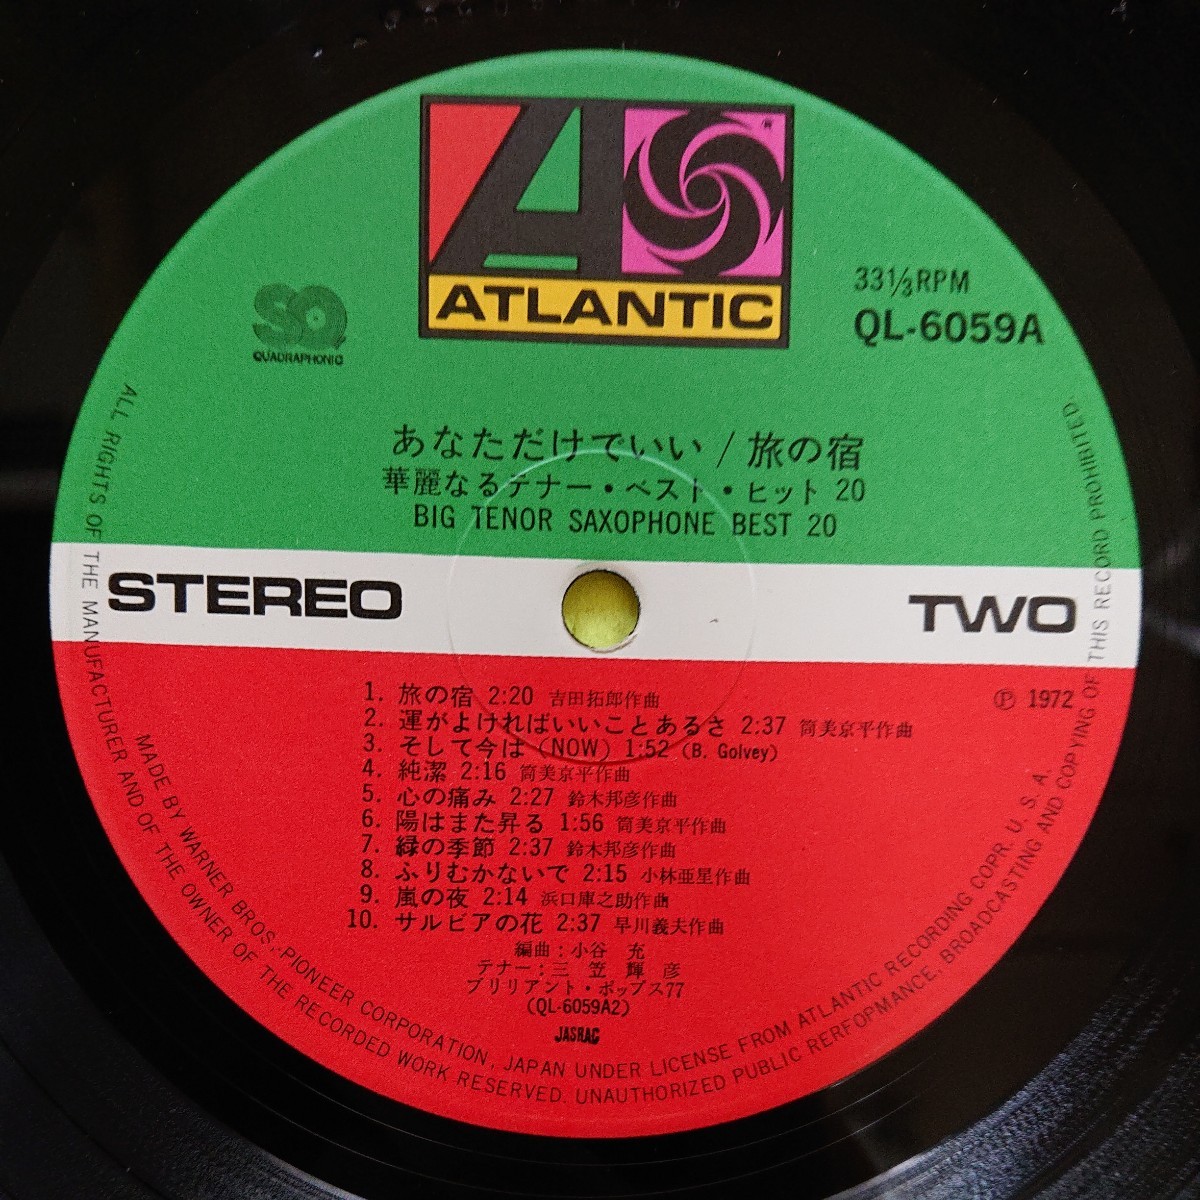 ATLANTIC
®
SQ
QUADRAPHONIC
33 1/3 RPM
QL-6059A
あなただけでいい / 旅の宿
華麗なるテナー・ベスト・ヒット 20
BIG TENOR SAXOPHONE BEST 20
STEREO
TWO
℗ 1972
1. 旅の宿 2:20 吉田拓郎作曲
2. 運がよければいいことあるさ 2:37 筒美京平作曲
3. そして今は (NOW) 1:52 (B. Golvey)
4. 純潔 2:16 筒美京平作曲
5. 心の痛み 2:27 鈴木邦彦作曲
6. 陽はまた昇る 1:56 筒美京平作曲
7. 緑の季節 2:37 鈴木邦彦作曲
8. ふりむかないで 2:15 小林亜星作曲
9. 嵐の夜 2:14 浜口庫之助作曲
10. サルビアの花 2:37 早川義夫作曲
編曲:小谷 充
テナー:三 笠 輝 彦
ブリリアント・ポップス77
(QL-6059A2)
JASRAC
MADE BY WARNER BROS.-PIONEER CORPORATION, JAPAN UNDER LICENSE FROM ATLANTIC RECORDING COPR. U. S. A.
ALL RIGHTS OF THE MANUFACTURER AND OF THE OWNER OF THE RECORDED WORK RESERVED. UNAUTHORIZED PUBLIC RERFOPMANCE, BROADCASTING AND COPYING OF THIS RECORD PROHIBITED.